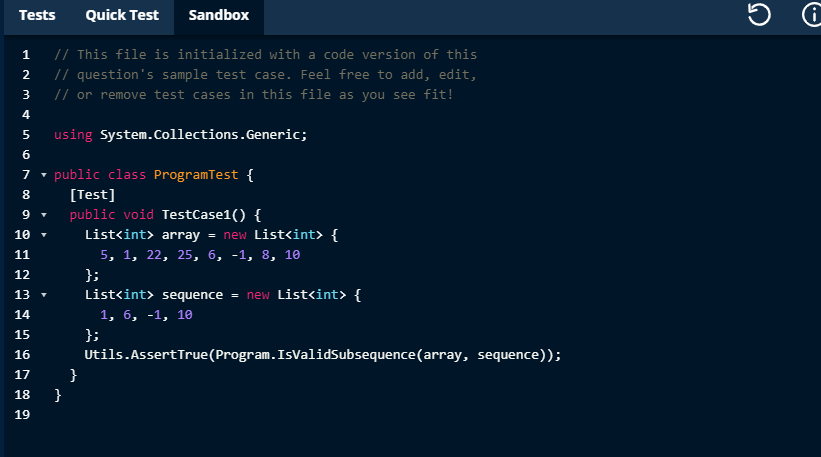 Tests Quick Test Sandbox
1 // This file is initialized with a code version of this
2 // question's sample test case. Feel free to add, edit,
3 // or remove test cases in this file as you see fit!
4
5 using System.Collections.Generic;
6
7 public class ProgramTest {
8 [Test]
9 public void TestCase1() {
10 List<int> array = new List<int> {
11 5, 1, 22, 25, 6, -1, 8, 10
12 };
13 List<int> sequence = new List<int> {
14 1, 6, -1, 10
15 };
16 Utils.AssertTrue(Program.IsValidSubsequence(array, sequence));
17 }
18 }
19